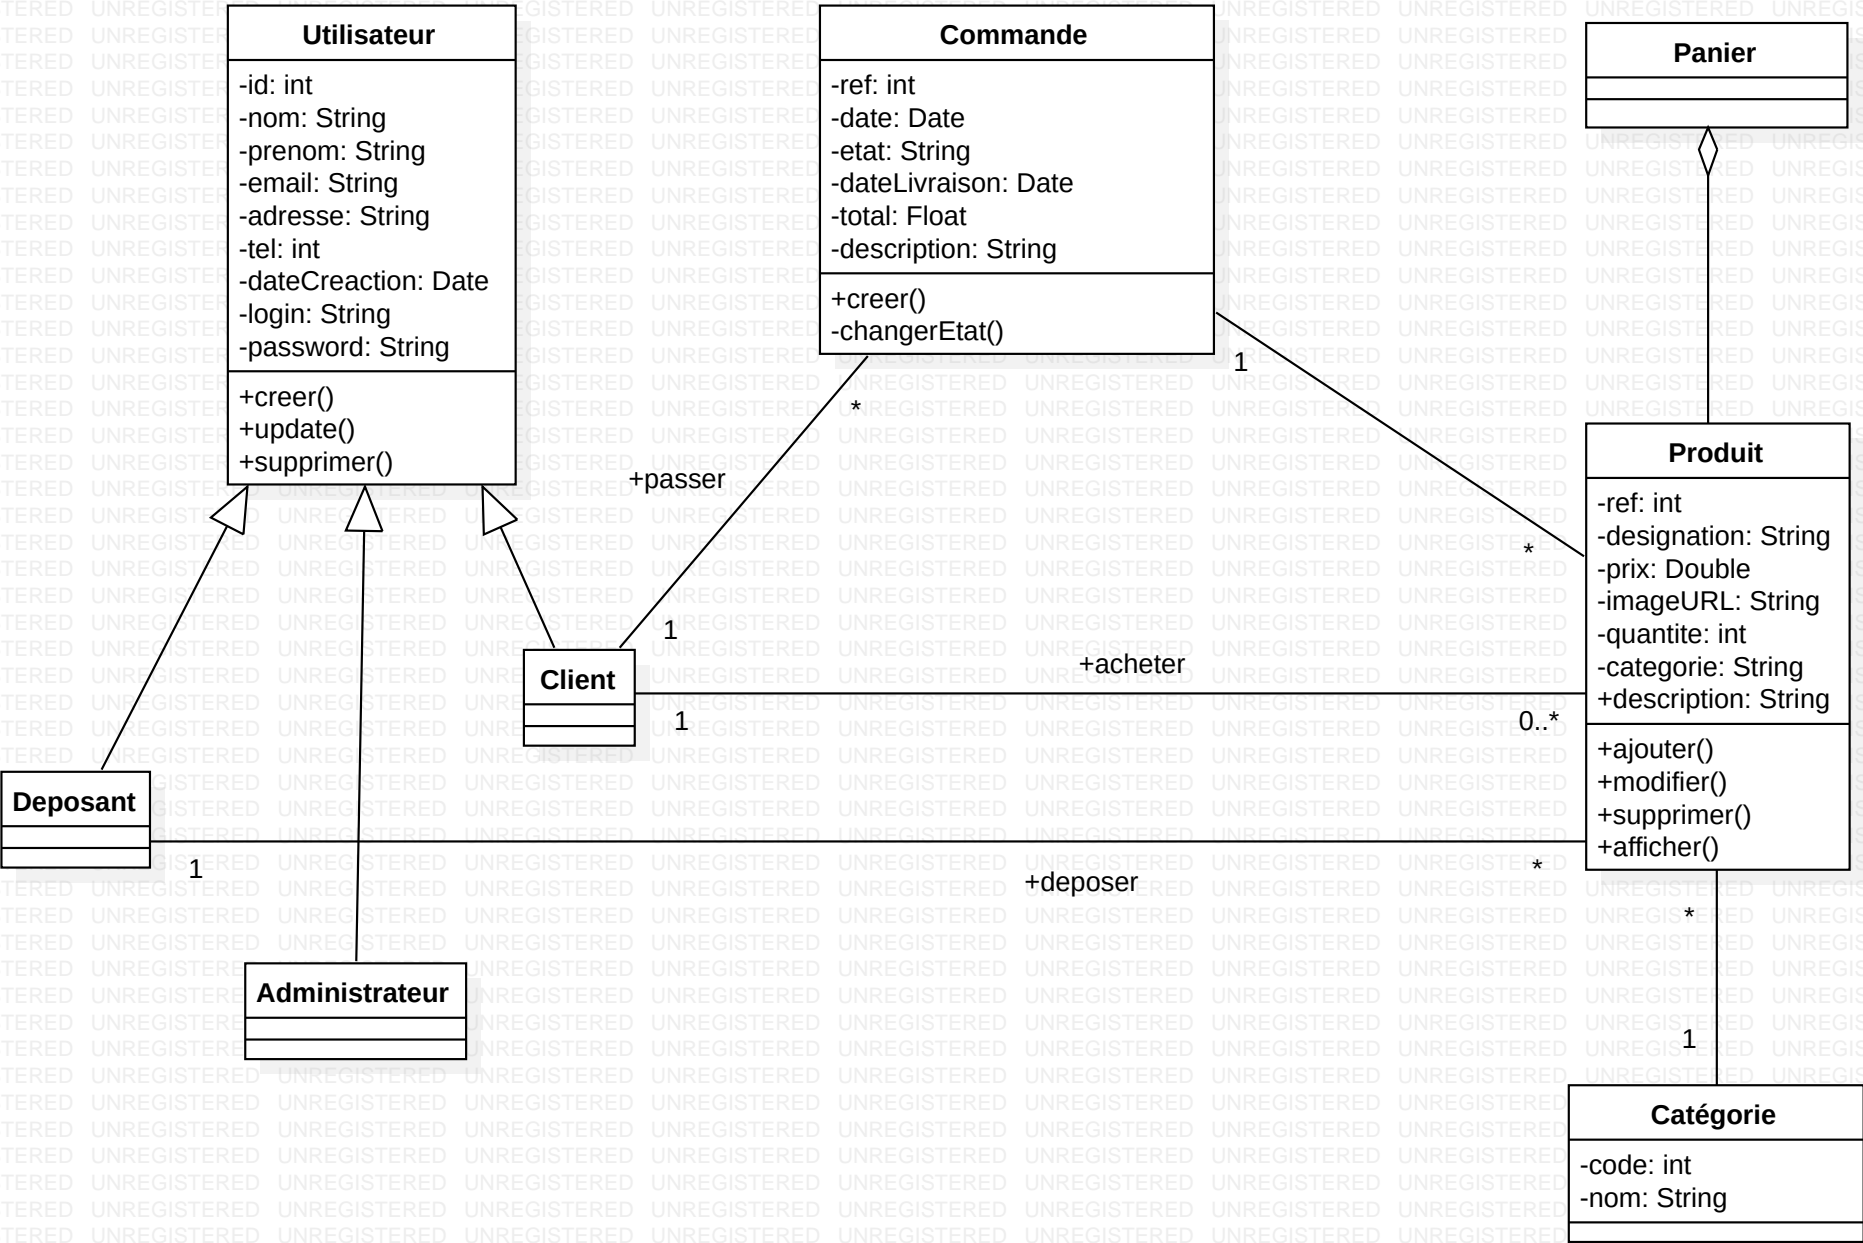 Utilisateur
-id: int
-nom: String
-prenom: String
-email: String
-adresse: String
-tel: int
-dateCreaction: Date
-login: String
-password: String
+creer()
+update()
+supprimer()
Commande
-ref: int
-date: Date
-etat: String
-dateLivraison: Date
-total: Float
-description: String
+creer()
-changerEtat()
Panier
1
*
+passer
1
*
Produit
-ref: int
-designation: String
-prix: Double
-imageURL: String
-quantite: int
-categorie: String
+description: String
+ajouter()
+modifier()
+supprimer()
+afficher()
Client
+acheter
1
0..*
Deposant
1
+deposer
*
Administrateur
*
1
Catégorie
-code: int
-nom: String
UNREGISTERED